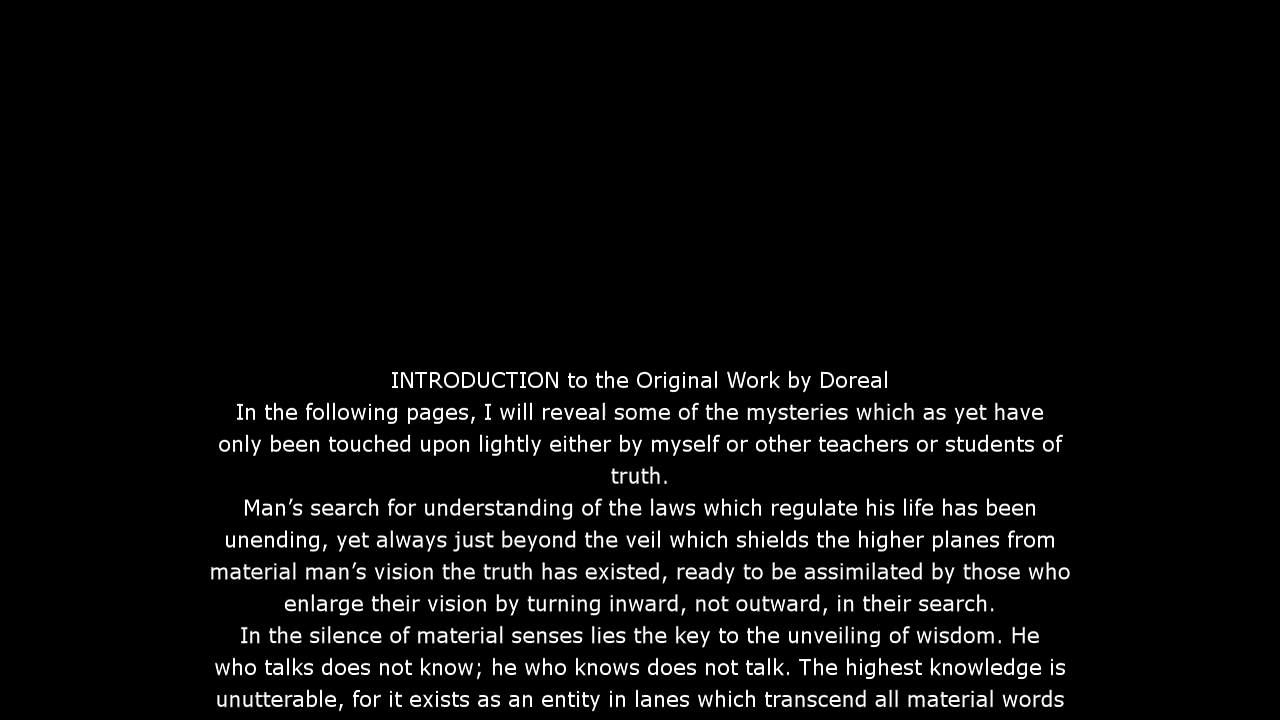 INTRODUCTION to the Original Work by Doreal
In the following pages, I will reveal some of the mysteries which as yet have
only been touched upon lightly either by myself or other teachers or students of
truth.
Man’s search for understanding of the laws which regulate his life has been
unending, yet always just beyond the veil which shields the higher planes from
material man’s vision the truth has existed, ready to be assimilated by those who
enlarge their vision by turning inward, not outward, in their search.
In the silence of material senses lies the key to the unveiling of wisdom. He
who talks does not know; he who knows does not talk. The highest knowledge is
unutterable, for it exists as an entity in lanes which transcend all material words